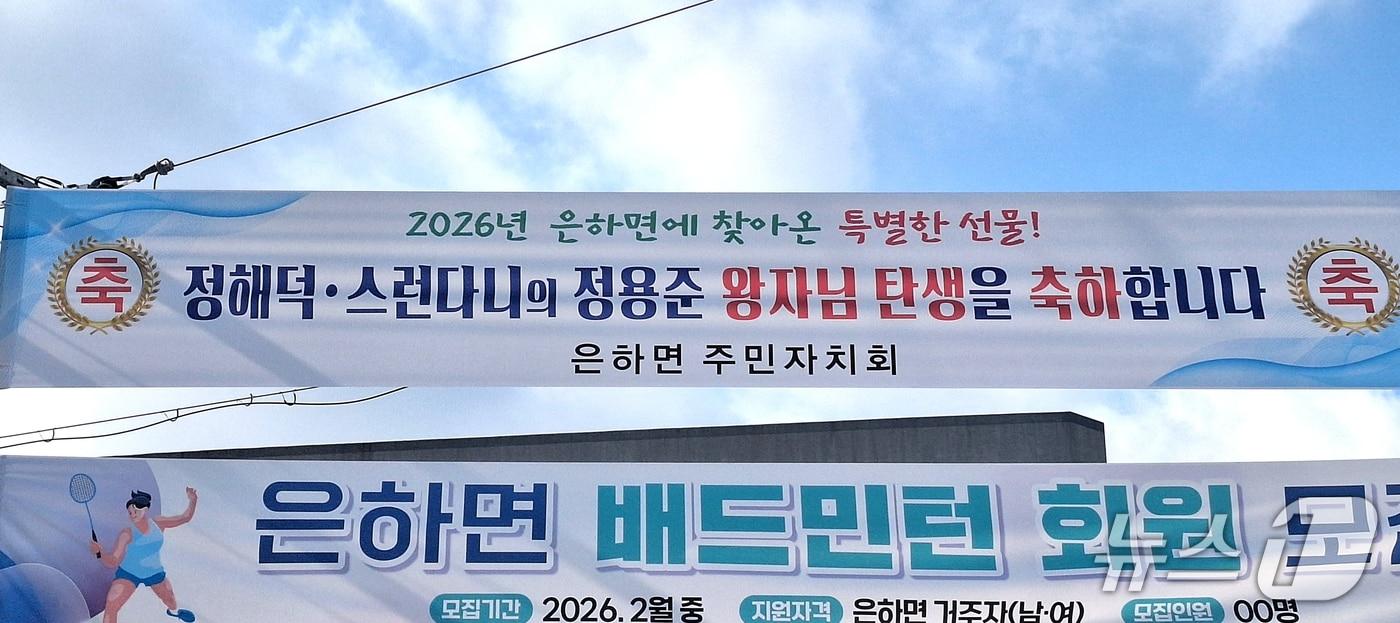 2026년 은하면에 찾아온 특별한 선물!
축 정해덕·스런다니의 정용준 왕자님 탄생을 축하합니다 축
은하면 주민자치회
은하면 배드민턴 회원
모집기간 2026. 2월 중 지원자격 은하면 거주자(남·여) 모집인원 00명
뉴스1